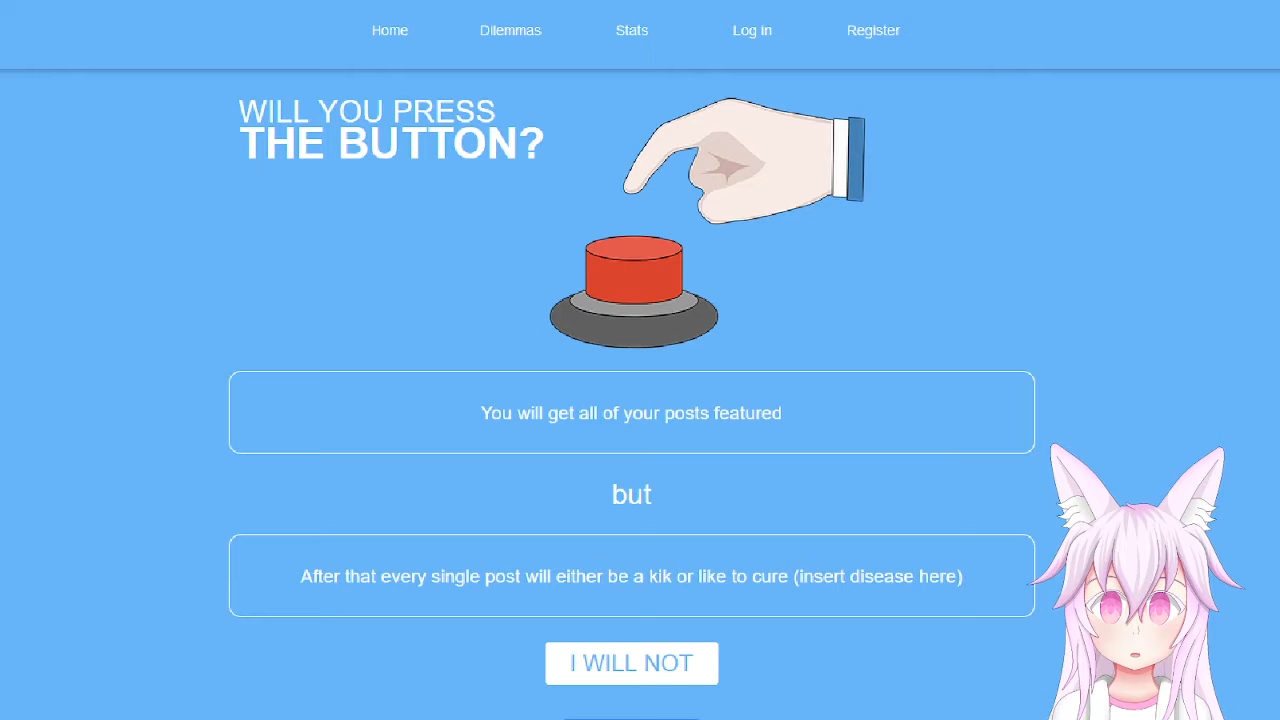 Home Dilemmas Stats Log in Register
WILL YOU PRESS
THE BUTTON?
You will get all of your posts featured
but
After that every single post will either be a kik or like to cure (insert disease here)
I WILL NOT